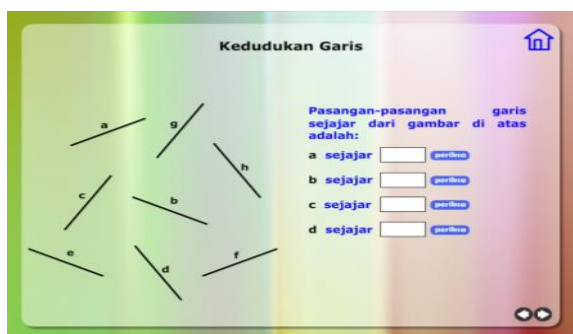 Kedudukan Garis
Pasangan-pasangan garis
sejajar dari gambar di atas
adalah:
a sejajar periksa
b sejajar periksa
c sejajar periksa
d sejajar periksa
a
g
h
c
b
e
d
f